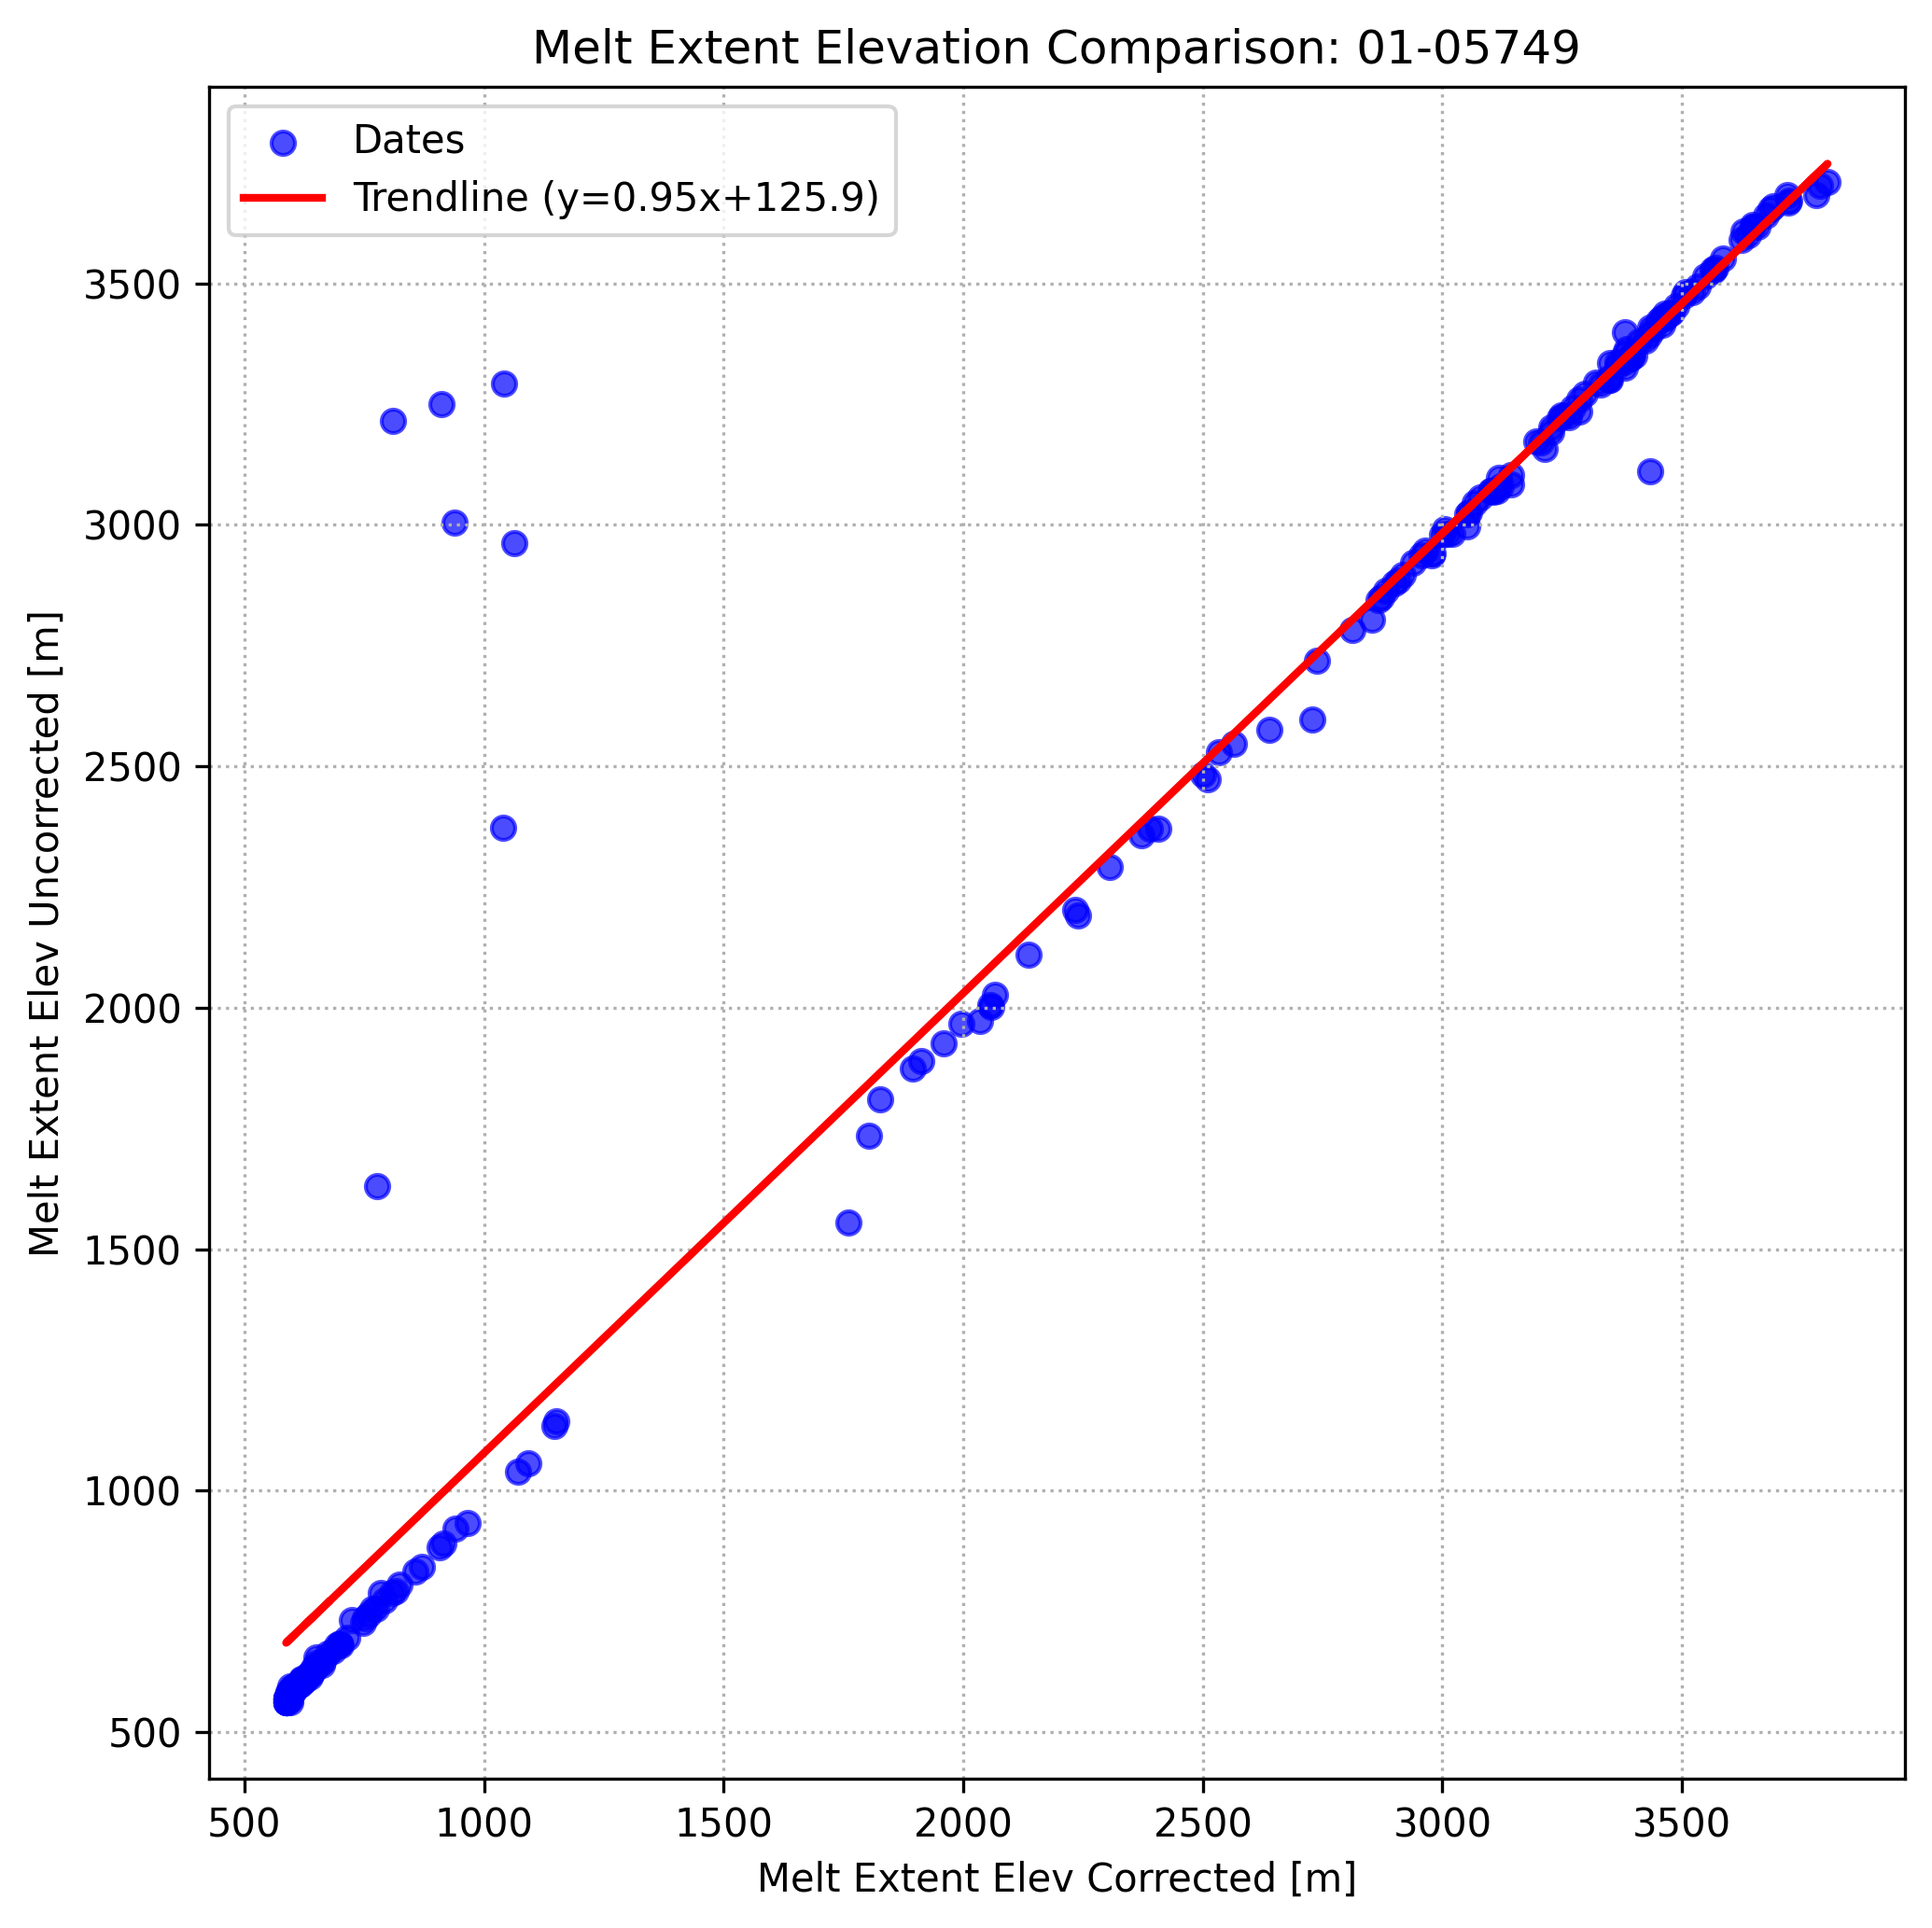 Melt Extent Elevation Comparison: 01-05749
Dates
Trendline (y=0.95x+125.9)
Melt Extent Elev Uncorrected [m]
3500
3000
2500
2000
1500
1000
500
500
1000
1500
2000
2500
3000
3500
Melt Extent Elev Corrected [m]